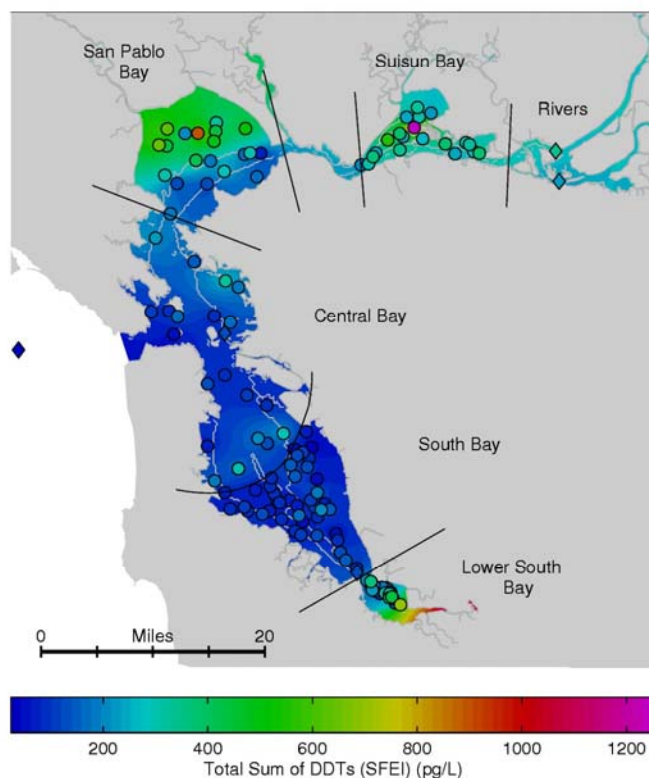 San Pablo
Bay
Suisun Bay
Rivers
Central Bay
South Bay
Lower South
Bay
0 Miles 20
200 400 600 800 1000 1200
Total Sum of DDTs (SFEI) (pg/L)